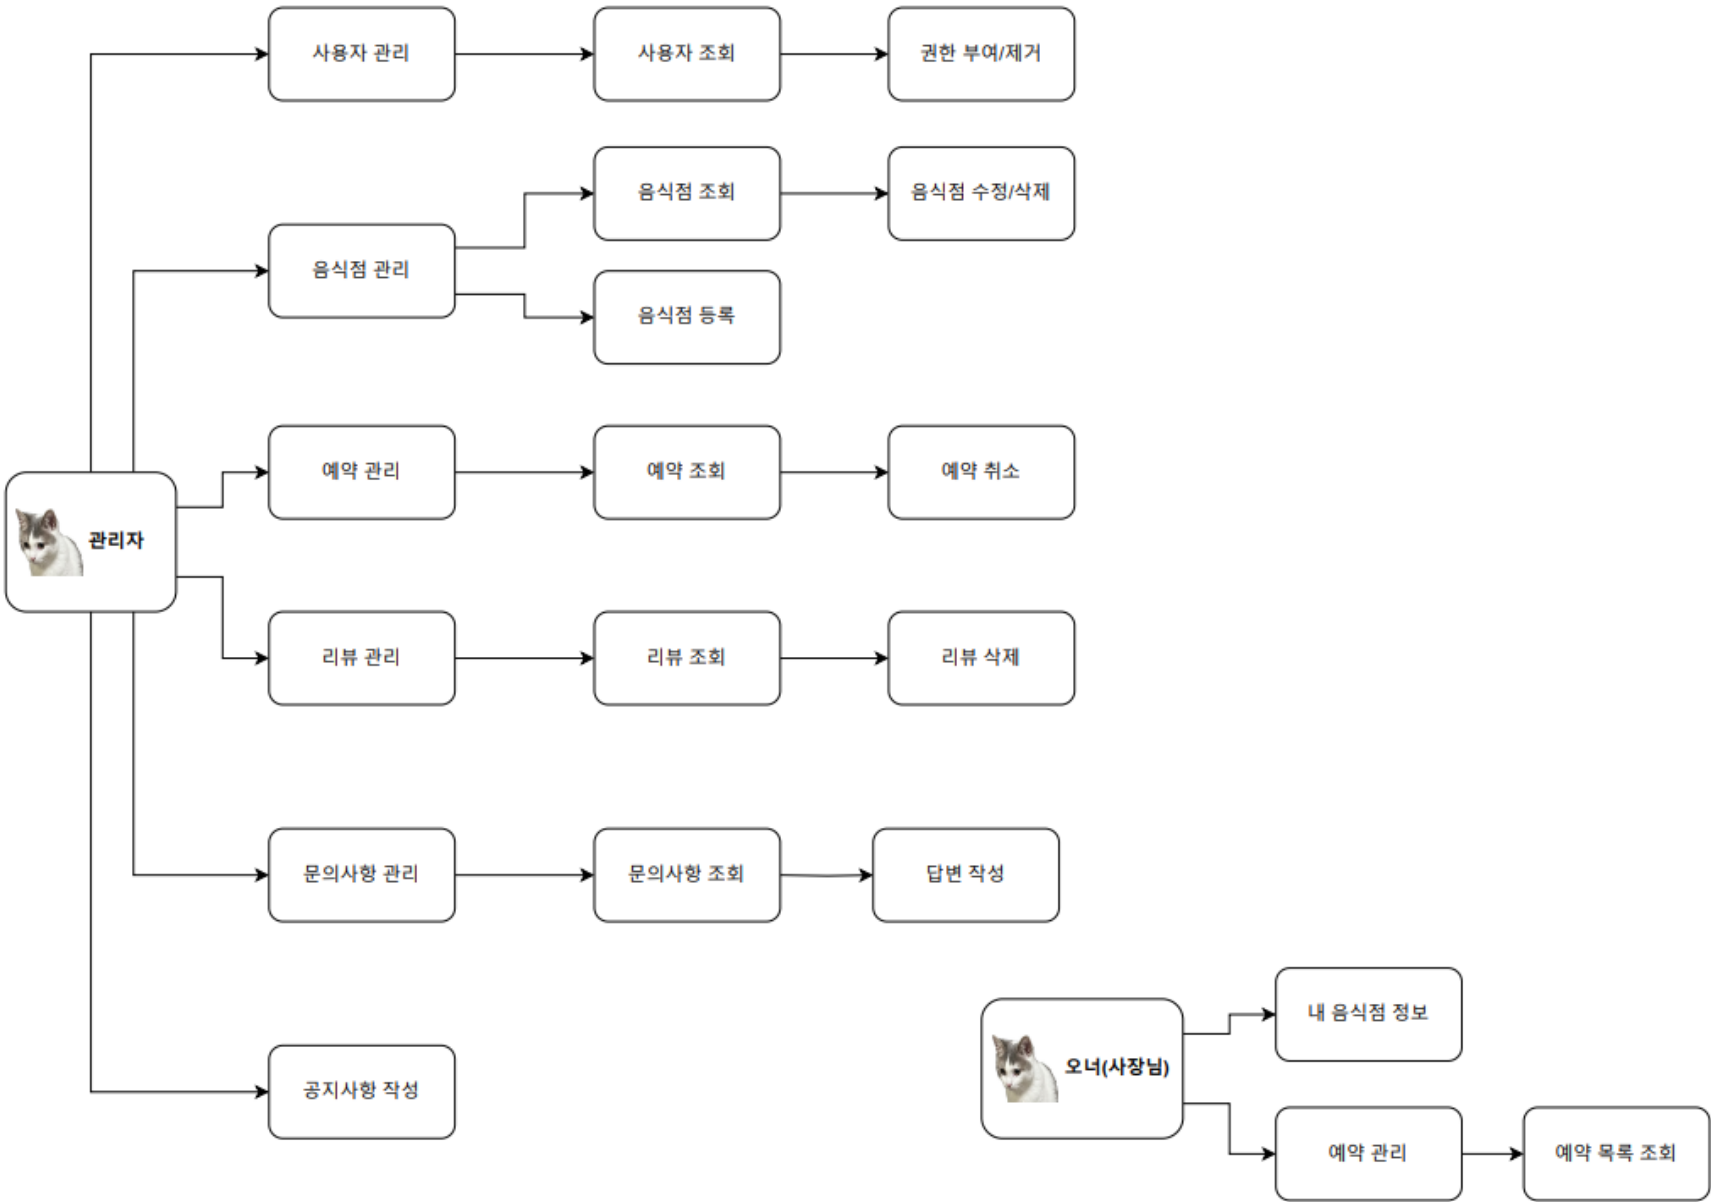 사용자 관리
사용자 조회
권한 부여/제거
음식점 조회
음식점 수정/삭제
음식점 관리
음식점 등록
예약 관리
예약 조회
예약 취소
관리자
리뷰 관리
리뷰 조회
리뷰 삭제
문의사항 관리
문의사항 조회
답변 작성
공지사항 작성
내 음식점 정보
오너(사장님)
예약 관리
예약 목록 조회